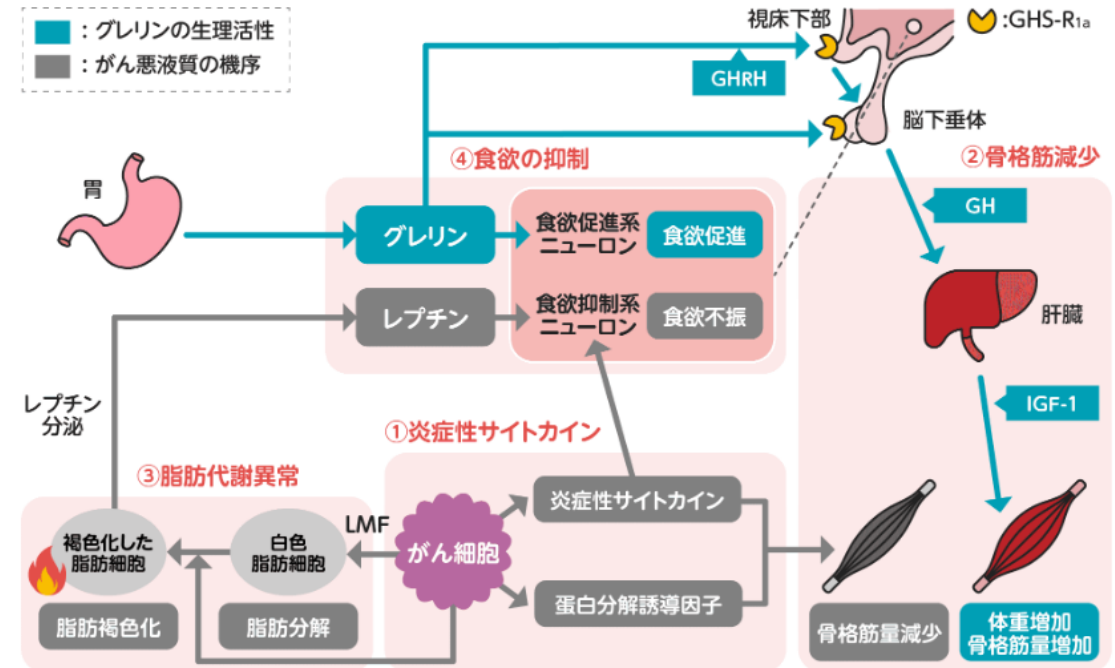 ：グレリンの生理活性
：がん悪液質の機序
視床下部
:GHS-R1a
GHRH
脳下垂体
④食欲の抑制
②骨格筋減少
胃
GH
グレリン
食欲促進系
ニューロン
食欲促進
レプチン
食欲抑制系
ニューロン
食欲不振
肝臓
IGF-1
レプチン
分泌
①炎症性サイトカイン
③脂肪代謝異常
炎症性サイトカイン
LMF
がん細胞
褐色化した
脂肪細胞
白色
脂肪細胞
蛋白分解誘導因子
脂肪褐色化
脂肪分解
骨格筋量減少
体重増加
骨格筋量増加